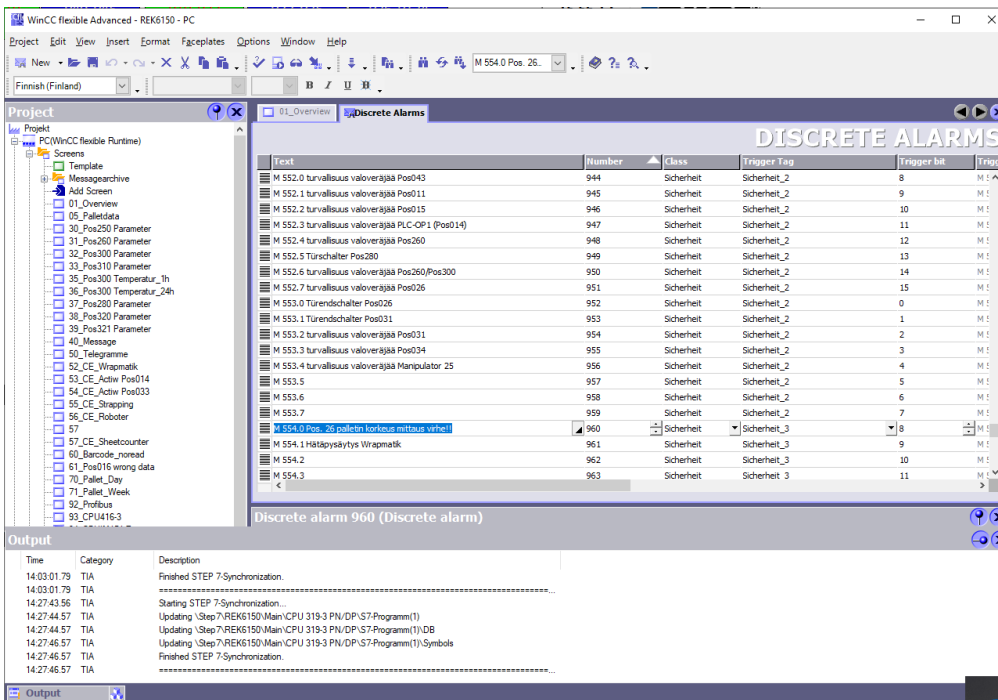 WinCC flexible Advanced - REK6150 - PC
Project Edit View Insert Format Faceplates Options Window Help
New M 554.0 Pos. 26..
Finnish (Finland) B I U
Project
01_Overview Discrete Alarms
DISCRETE ALARMS
Projekt
PC(WinCC flexible Runtime)
Screens
Template
Messagearchive
Add Screen
01_Overview
05_Palletdata
30_Pos250 Parameter
31_Pos260 Parameter
32_Pos300 Parameter
33_Pos310 Parameter
35_Pos300 Temperatur_1h
36_Pos300 Temperatur_24h
37_Pos280 Parameter
38_Pos320 Parameter
39_Pos321 Parameter
40_Message
50_Telegramme
52_CE_Wrapmatik
53_CE_Activ Pos014
54_CE_Activ Pos033
55_CE_Strapping
56_CE_Roboter
57
57_CE_Sheetcounter
60_Barcode_noread
61_Pos016 wrong data
70_Pallet_Day
71_Pallet_Week
92_Profibus
93_CPU416-3
Text Number Class Trigger Tag Trigger bit Trigg
M 552.0 turvallisuus valoveräjää Pos043 944 Sicherheit Sicherheit_2 8
M 552.1 turvallisuus valoveräjää Pos011 945 Sicherheit Sicherheit_2 9
M 552.2 turvallisuus valoveräjää Pos015 946 Sicherheit Sicherheit_2 10
M 552.3 turvallisuus valoveräjää PLC-OP1 (Pos014) 947 Sicherheit Sicherheit_2 11
M 552.4 turvallisuus valoveräjää Pos260 948 Sicherheit Sicherheit_2 12
M 552.5 Türschalter Pos280 949 Sicherheit Sicherheit_2 13
M 552.6 turvallisuus valoveräjää Pos260/Pos300 950 Sicherheit Sicherheit_2 14
M 552.7 turvallisuus valoveräjää Pos026 951 Sicherheit Sicherheit_2 15
M 553.0 Türendschalter Pos026 952 Sicherheit Sicherheit_2 0
M 553.1 Türendschalter Pos031 953 Sicherheit Sicherheit_2 1
M 553.2 turvallisuus valoveräjää Pos031 954 Sicherheit Sicherheit_2 2
M 553.3 turvallisuus valoveräjää Pos034 955 Sicherheit Sicherheit_2 3
M 553.4 turvallisuus valoveräjää Manipulator 25 956 Sicherheit Sicherheit_2 4
M 553.5 957 Sicherheit Sicherheit_2 5
M 553.6 958 Sicherheit Sicherheit_2 6
M 553.7 959 Sicherheit Sicherheit_2 7
M 554.0 Pos. 26 palletin korkeus mittaus virhe!! 960 Sicherheit Sicherheit_3 8
M 554.1 Hätäpysäytys Wrapmatik 961 Sicherheit Sicherheit_3 9
M 554.2 962 Sicherheit Sicherheit_3 10
M 554.3 963 Sicherheit Sicherheit_3 11
Discrete alarm 960 (Discrete alarm)
Output
Time Category Description
14:03:01.79 TIA Finished STEP 7-Synchronization.
14:03:01.79 TIA
14:27:43.56 TIA Starting STEP 7-Synchronization...
14:27:44.57 TIA Updating \Step7\REK6150\Main\CPU 319-3 PN/DP\S7-Programm(1)
14:27:44.57 TIA Updating \Step7\REK6150\Main\CPU 319-3 PN/DP\S7-Programm(1)\DB
14:27:46.57 TIA Updating \Step7\REK6150\Main\CPU 319-3 PN/DP\S7-Programm(1)\Symbols
14:27:46.57 TIA Finished STEP 7-Synchronization.
14:27:46.57 TIA
Output